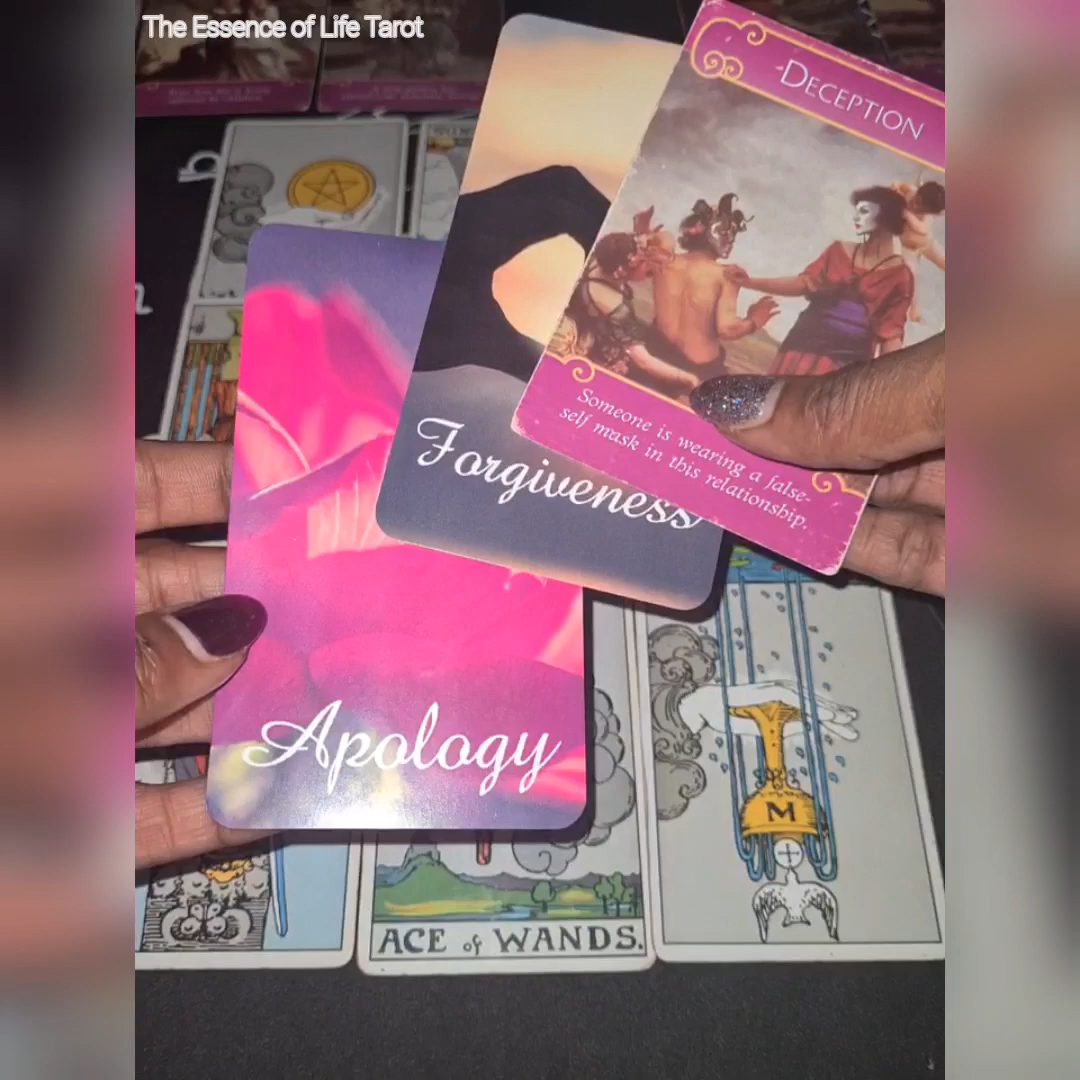 The Essence of Life Tarot
DECEPTION
Someone is wearing a false-
self mask in this relationship.
Forgiveness
Apology
M
ACE of WANDS.